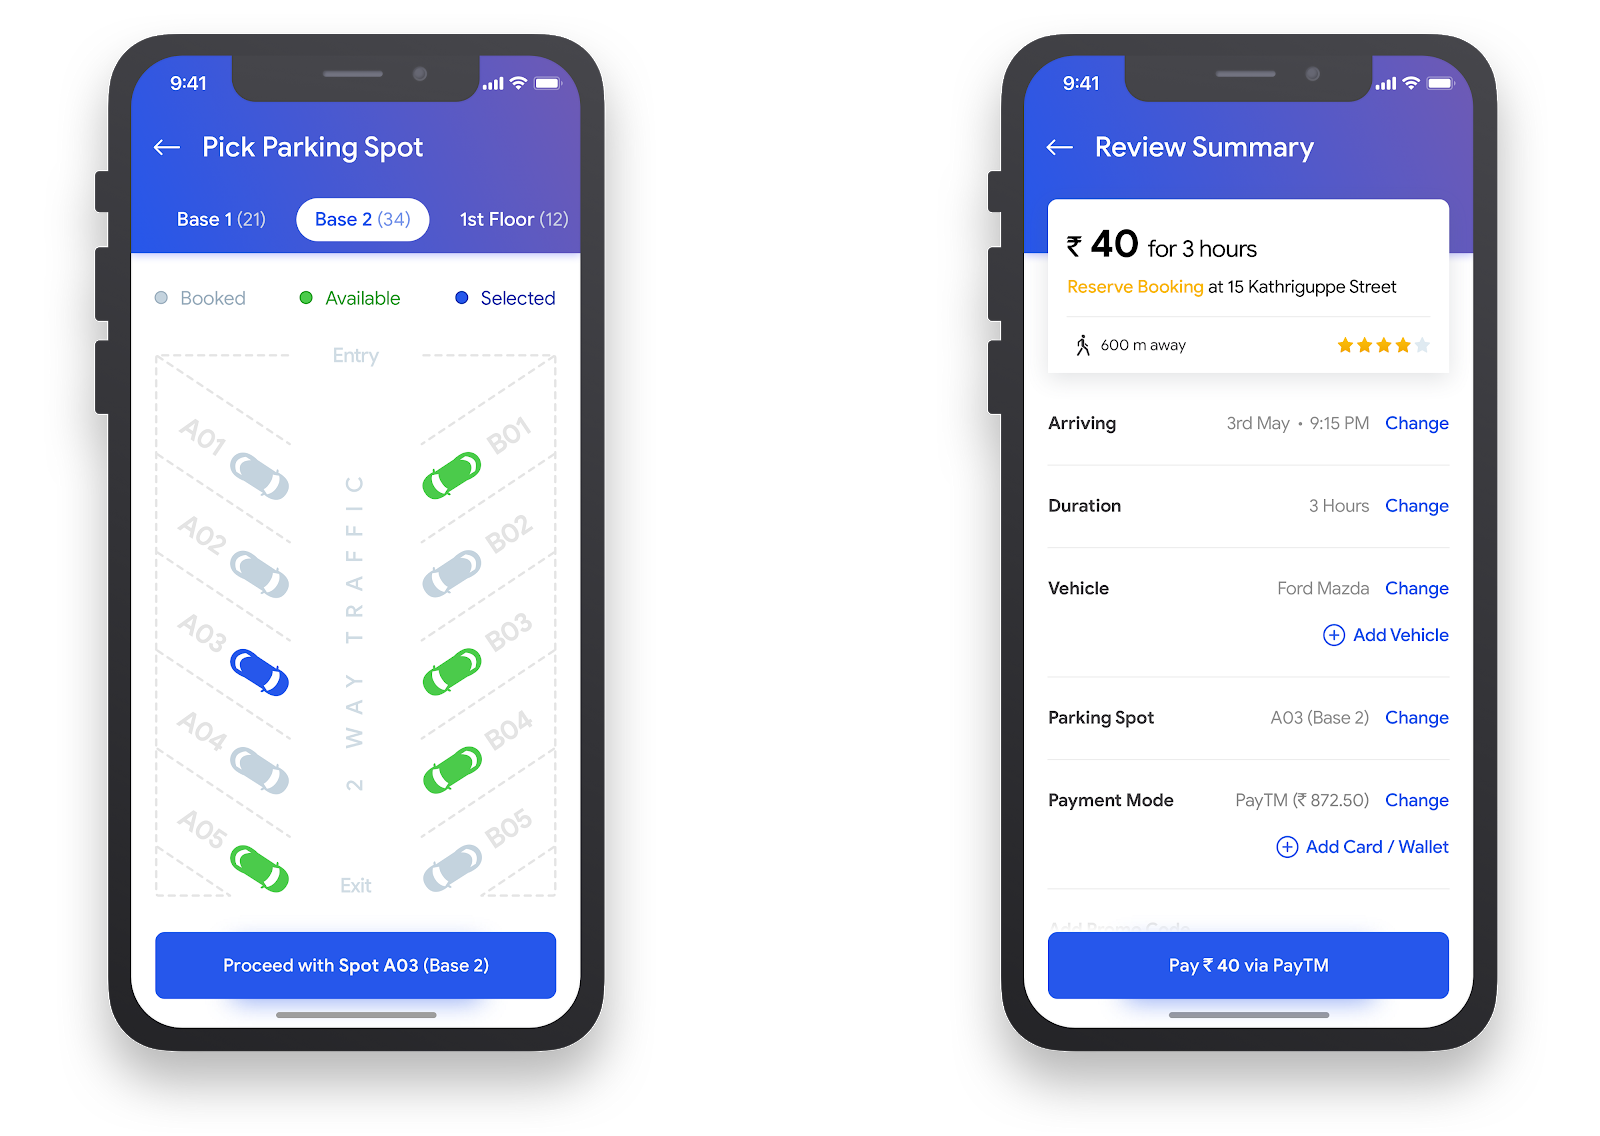 9:41
Pick Parking Spot
Base 1 (21) Base 2 (34) 1st Floor (12)
Booked Available Selected
Entry
A01 B01
A02 B02
A03 B03
A04 B04
A05 B05
2 WAY TRAFFIC
Exit
Proceed with Spot A03 (Base 2)
9:41
Review Summary
₹ 40 for 3 hours
Reserve Booking at 15 Kathriguppe Street
600 m away
Arriving 3rd May • 9:15 PM Change
Duration 3 Hours Change
Vehicle Ford Mazda Change
Add Vehicle
Parking Spot A03 (Base 2) Change
Payment Mode PayTM (₹ 872.50) Change
Add Card / Wallet
Add Promo Code
Pay ₹ 40 via PayTM